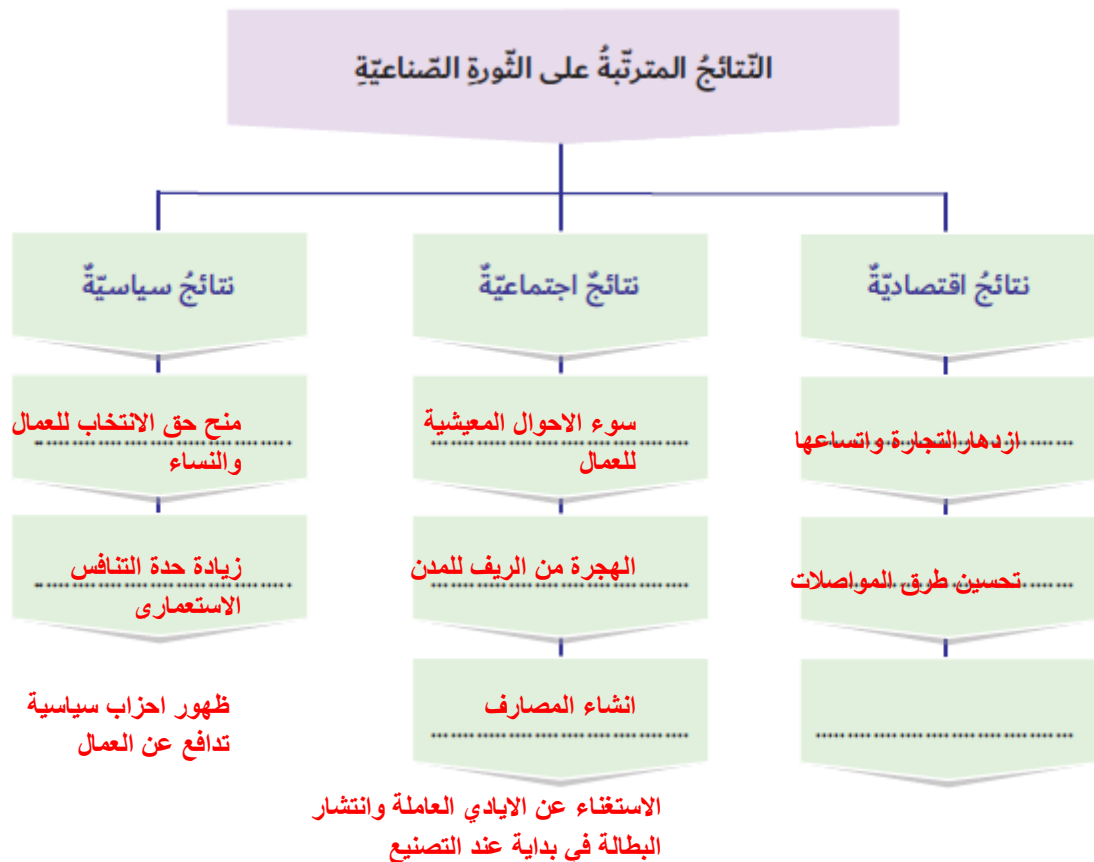 النّتائجُ المترتّبةُ على الثّورةِ الصّناعيّةِ
نتائجُ اقتصاديّةٌ
ازدهار التجارة واتساعها
تحسين طرق المواصلات
نتائجٌ اجتماعيّةٌ
سوء الاحوال المعيشية
للعمال
الهجرة من الريف للمدن
انشاء المصارف
الاستغناء عن الايادي العاملة وانتشار
البطالة في بداية عند التصنيع
نتائجُ سياسيّةٌ
منح حق الانتخاب للعمال
والنساء
زيادة حدة التنافس
الاستعمارى
ظهور احزاب سياسية
تدافع عن العمال